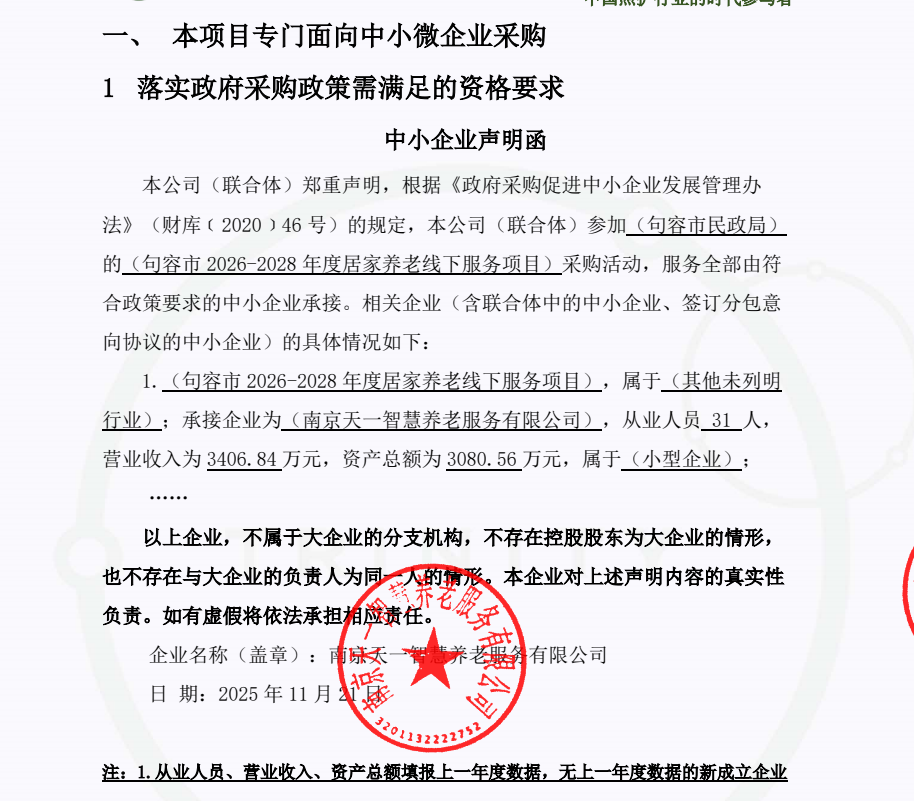 一、 本项目专门面向中小微企业采购
1 落实政府采购政策需满足的资格要求
中小企业声明函
本公司（联合体）郑重声明，根据《政府采购促进中小企业发展管理办
法》（财库﹝2020﹞46 号）的规定，本公司（联合体）参加（句容市民政局）
的（句容市 2026-2028 年度居家养老线下服务项目）采购活动，服务全部由符
合政策要求的中小企业承接。相关企业（含联合体中的中小企业、签订分包意
向协议的中小企业）的具体情况如下：
1.（句容市 2026-2028 年度居家养老线下服务项目），属于（其他未列明
行业）；承接企业为（南京天一智慧养老服务有限公司），从业人员 31 人，
营业收入为 3406.84 万元，资产总额为 3080.56 万元，属于（小型企业）；
……
以上企业，不属于大企业的分支机构，不存在控股股东为大企业的情形，
也不存在与大企业的负责人为同一人的情形。本企业对上述声明内容的真实性
负责。如有虚假将依法承担相应责任。
企业名称（盖章）：南京天一智慧养老服务有限公司
日 期：2025 年 11 月 21 日
南京天一智慧养老服务有限公司
3201132222752
注：1.从业人员、营业收入、资产总额填报上一年度数据，无上一年度数据的新成立企业